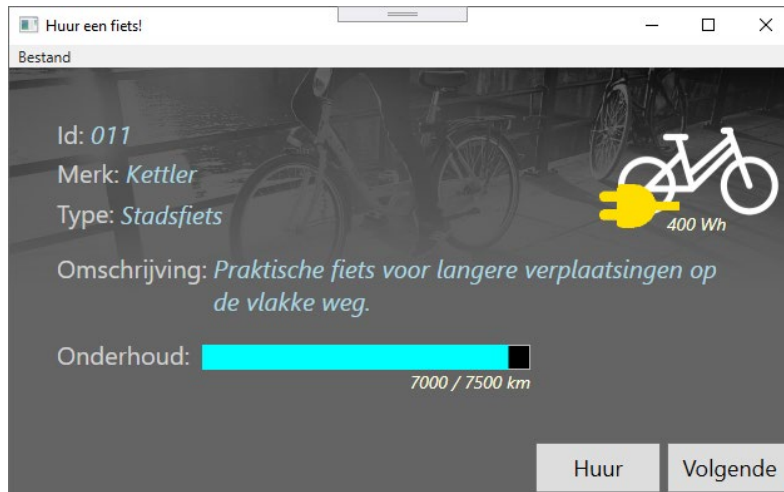 Huur een fiets!
Bestand
Id: 011
Merk: Kettler
Type: Stadsfiets
400 Wh
Omschrijving: Praktische fiets voor langere verplaatsingen op
de vlakke weg.
Onderhoud:
7000 / 7500 km
Huur
Volgende